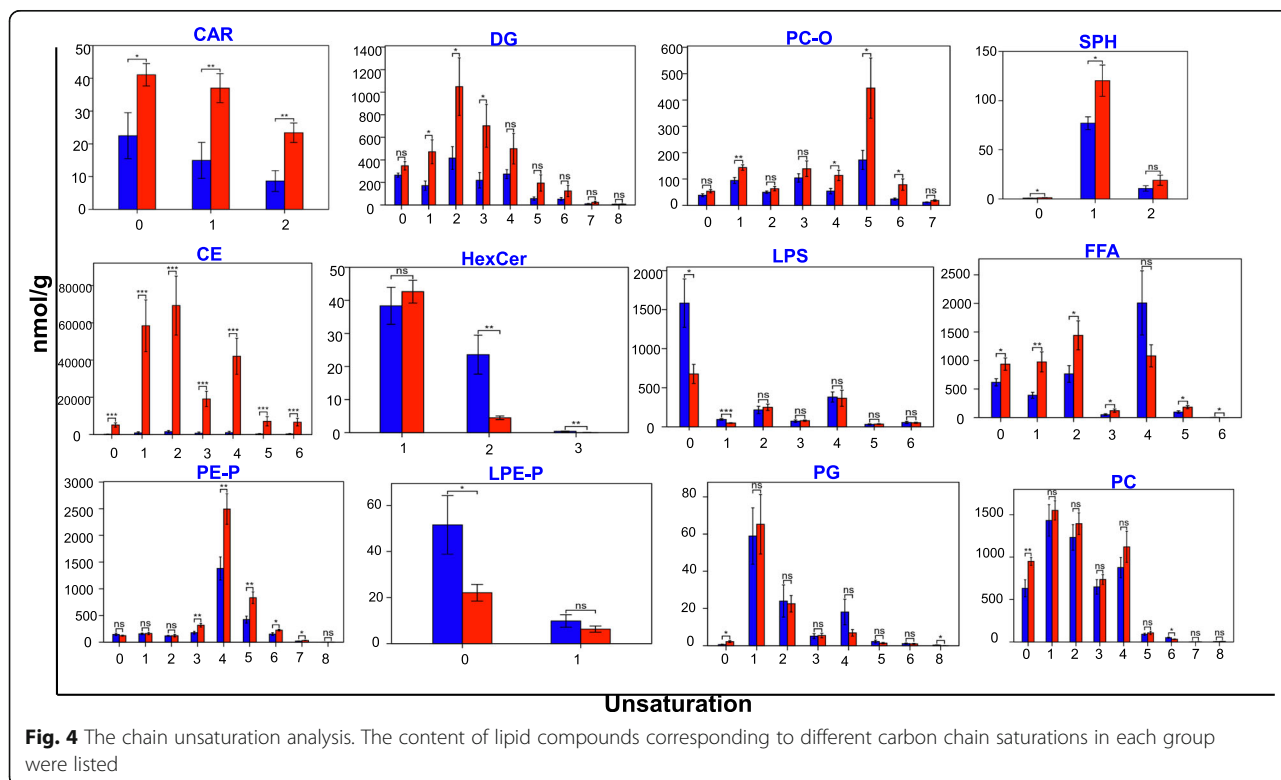 CAR
50
40
30
20
10
0
* ** **
0 1 2
DG
1400
1200
1000
800
600
400
200
0
ns * * * ns ns ns ns ns
0 1 2 3 4 5 6 7 8
PC-O
600
500
400
300
200
100
0
ns ** ns ns * * * ns
0 1 2 3 4 5 6 7
SPH
150
100
50
0
* * ns
0 1 2
nmol/g
CE
80000
60000
40000
20000
0
*** *** *** *** *** *** ***
0 1 2 3 4 5 6
HexCer
50
40
30
20
10
0
ns ** **
1 2 3
LPS
2000
1500
1000
500
0
* *** ns ns ns ns ns
0 1 2 3 4 5 6
FFA
2500
2000
1500
1000
500
0
* ** * * ns * *
0 1 2 3 4 5 6
PE-P
3000
2500
2000
1500
1000
500
0
ns ns ns ** ** ** * * ns
0 1 2 3 4 5 6 7 8
LPE-P
60
40
20
0
* ns
0 1
PG
80
60
40
20
0
* ns ns ns ns ns ns *
0 1 2 3 4 5 6 8
PC
1500
1000
500
0
** ns ns ns ns ns * ns ns
0 1 2 3 4 5 6 7 8
Unsaturation
Fig. 4 The chain unsaturation analysis. The content of lipid compounds corresponding to different carbon chain saturations in each group
were listed